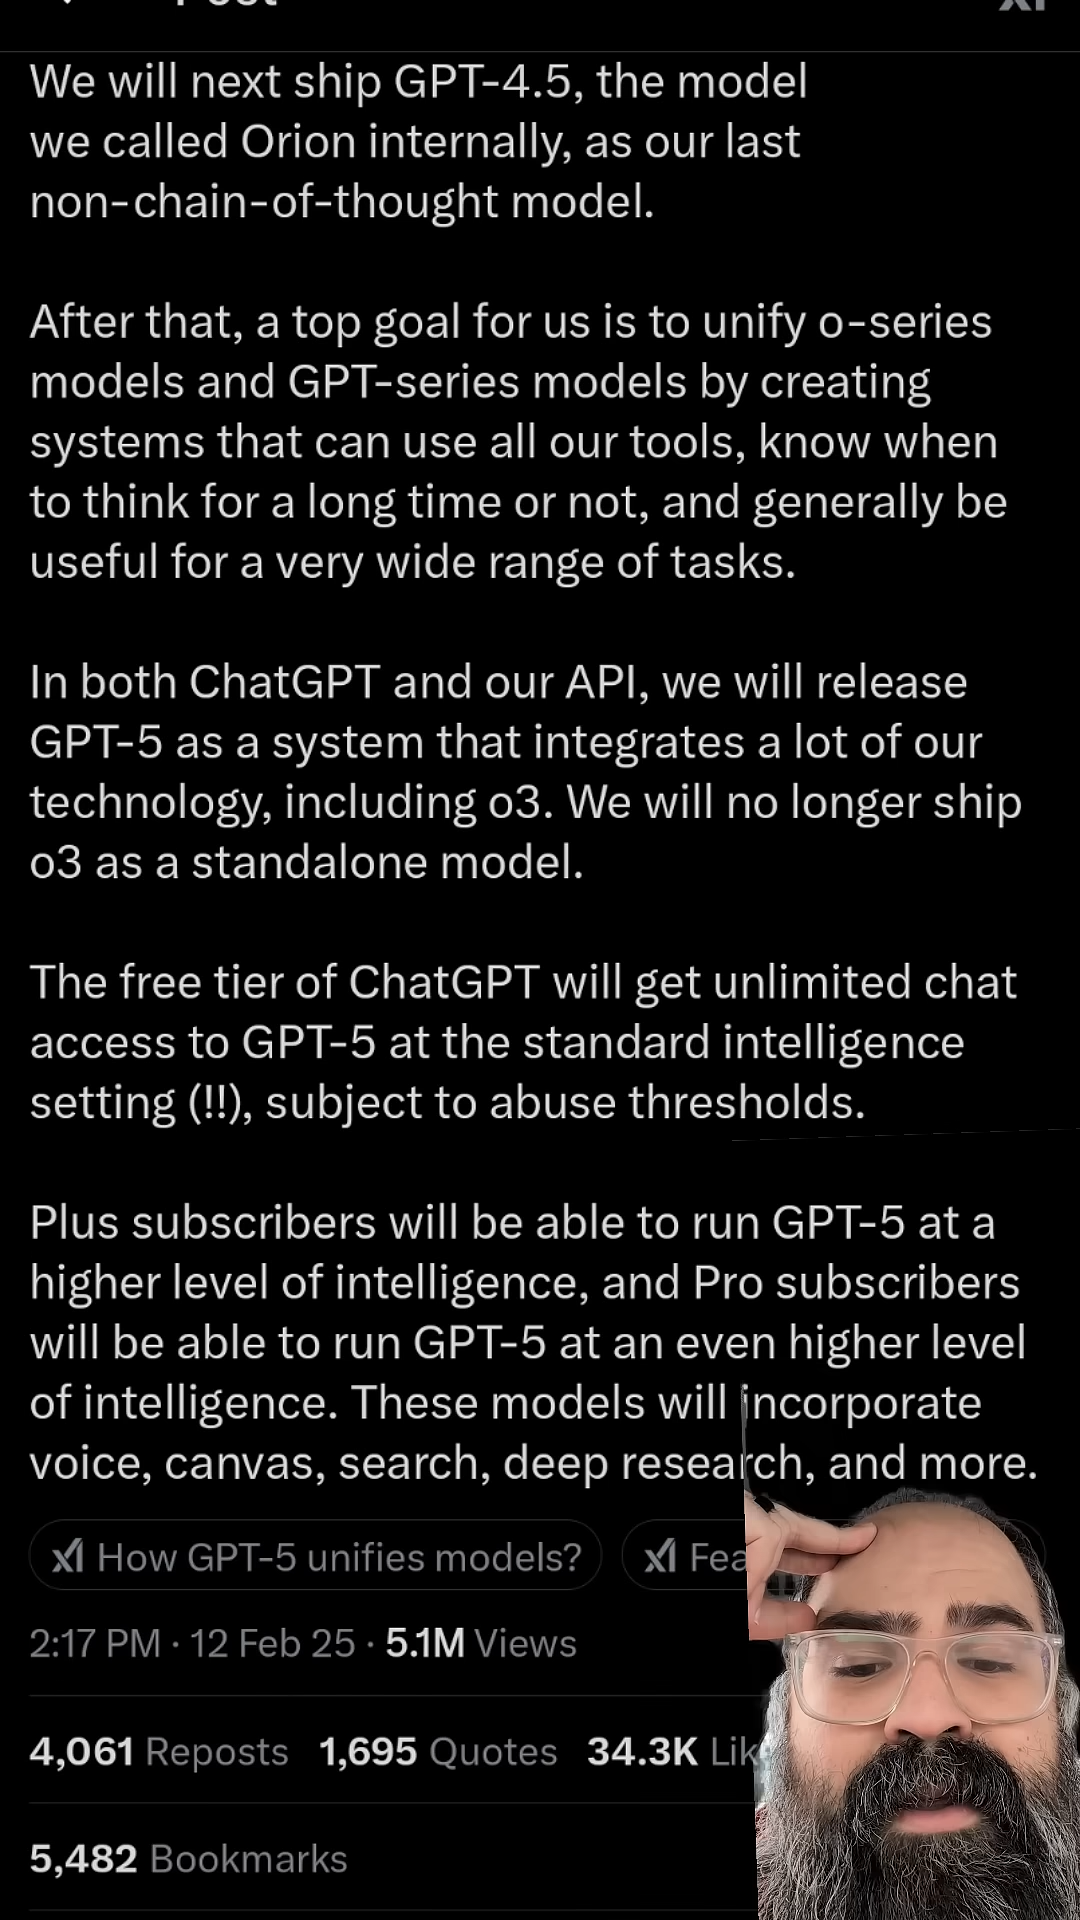 Post
We will next ship GPT-4.5, the model
we called Orion internally, as our last
non-chain-of-thought model.
After that, a top goal for us is to unify o-series
models and GPT-series models by creating
systems that can use all our tools, know when
to think for a long time or not, and generally be
useful for a very wide range of tasks.
In both ChatGPT and our API, we will release
GPT-5 as a system that integrates a lot of our
technology, including o3. We will no longer ship
o3 as a standalone model.
The free tier of ChatGPT will get unlimited chat
access to GPT-5 at the standard intelligence
setting (!!), subject to abuse thresholds.
Plus subscribers will be able to run GPT-5 at a
higher level of intelligence, and Pro subscribers
will be able to run GPT-5 at an even higher level
of intelligence. These models will incorporate
voice, canvas, search, deep research, and more.
How GPT-5 unifies models? Fea
2:17 PM · 12 Feb 25 · 5.1M Views
4,061 Reposts 1,695 Quotes 34.3K Lik
5,482 Bookmarks